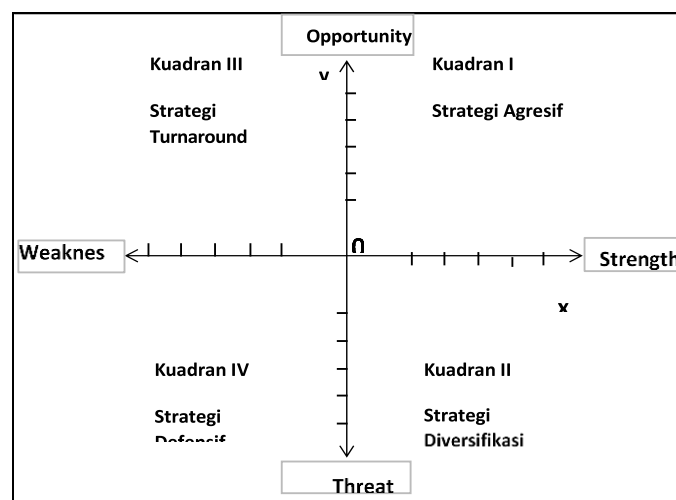 Opportunity
Kuadran III
Kuadran I
Y
Strategi
Turnaround
Strategi Agresif
0
Weaknes
Strength
X
Kuadran IV
Kuadran II
Strategi
Defensif
Strategi
Diversifikasi
Threat